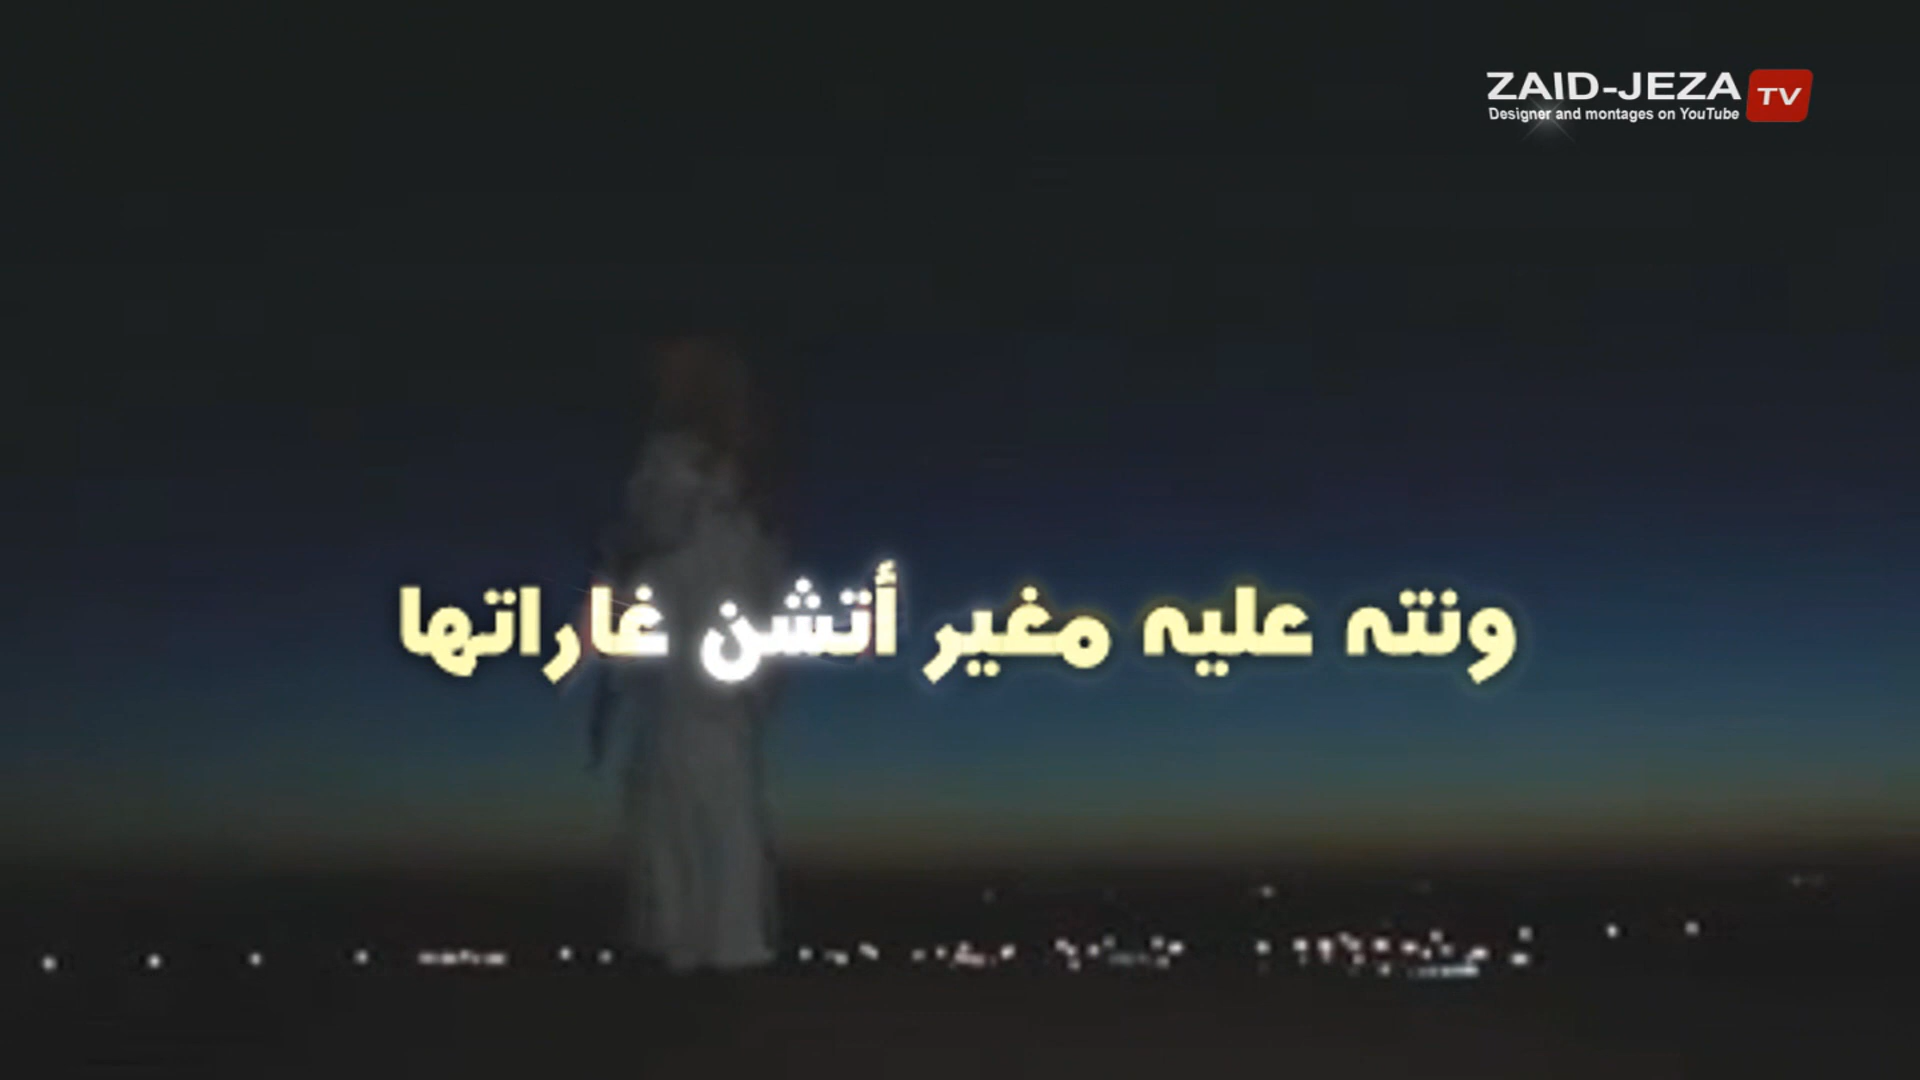 ZAID-JEZA TV
Designer and montages on YouTube
ونته عليه مغير أتشن غاراتها